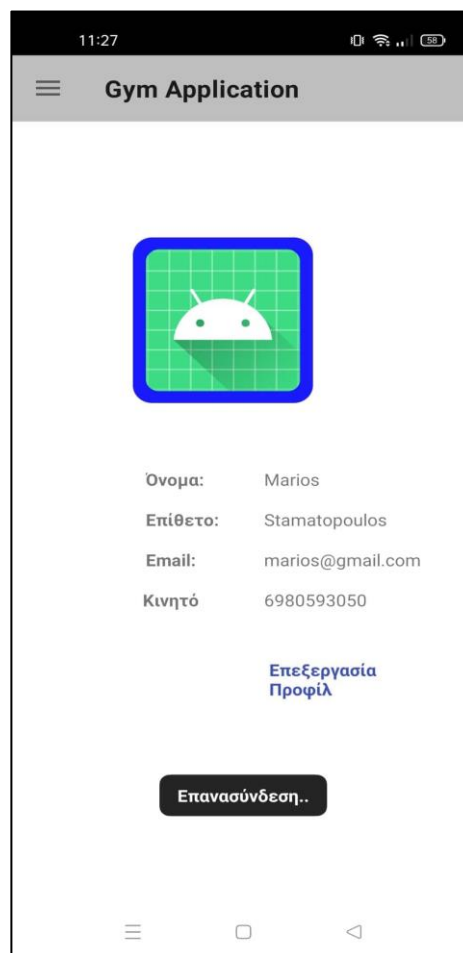 11:27
58
Gym Application
Όνομα: Marios
Επίθετο: Stamatopoulos
Email: marios@gmail.com
Κινητό 6980593050
Επεξεργασία
Προφίλ
Επανασύνδεση..